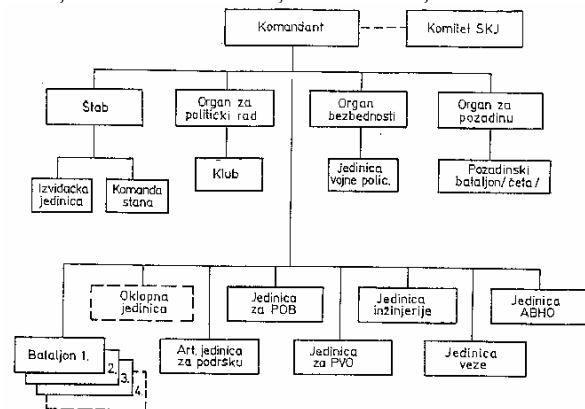 Komandant
Komitet SKJ
Štab
Organ za
politički rad
Organ
bezbednosti
Organ za
pozadinu
Izviđačka
jedinica
Komanda
stana
Klub
jedinica
vojne polic.
Pozadinski
bataljon/četa/
Oklopna
jedinica
Jedinica
za POB
Jedinica
inžinjerije
Jedinica
ABHO
Bataljon 1.
2.
3.
4.
Art. jedinica
za podršku
Jedinica
za PVO
Jedinica
veze